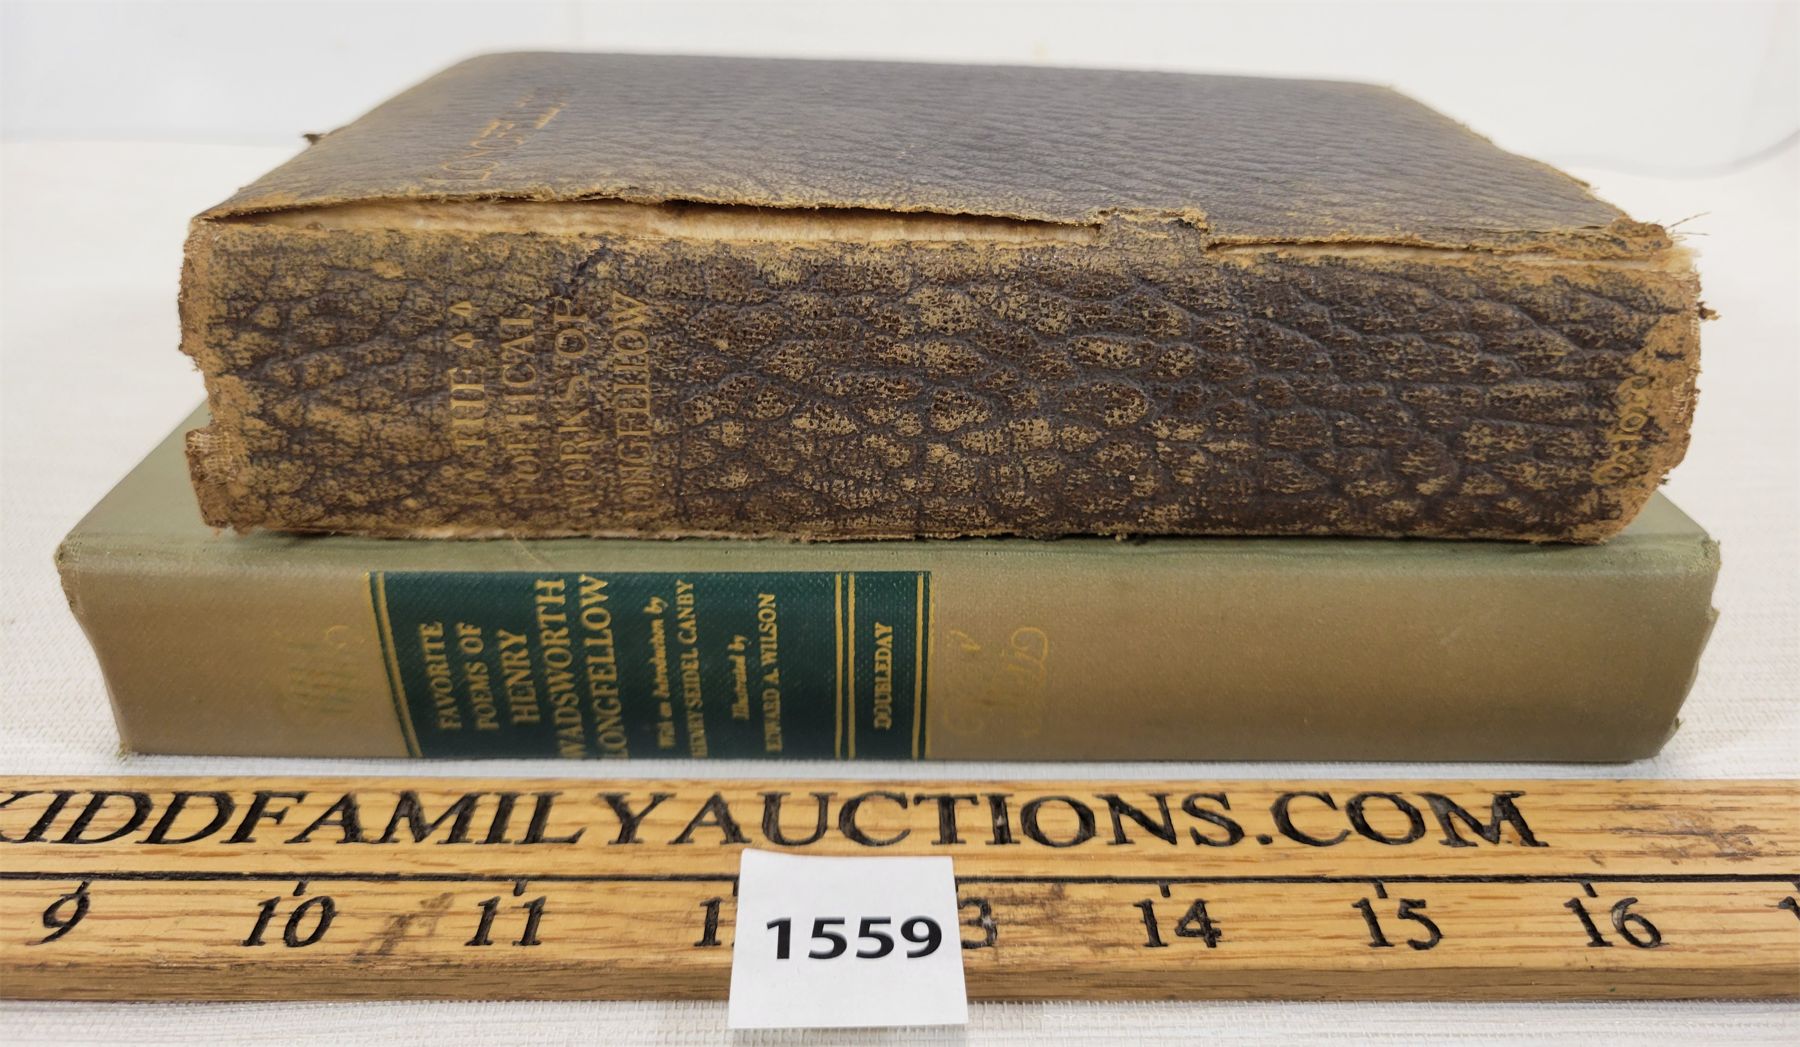 THE
POETICAL
WORKS OF
LONGFELLOW
Oxford
FAVORITE
POEMS OF
HENRY
WADSWORTH
LONGFELLOW
With an Introduction by
HENRY SEIDEL CANBY
Illustrated by
EDWARD A. WILSON
DOUBLEDAY
KIDDFAMILYAUCTIONS.COM
9 10 11 1 3 14 15 16
1559